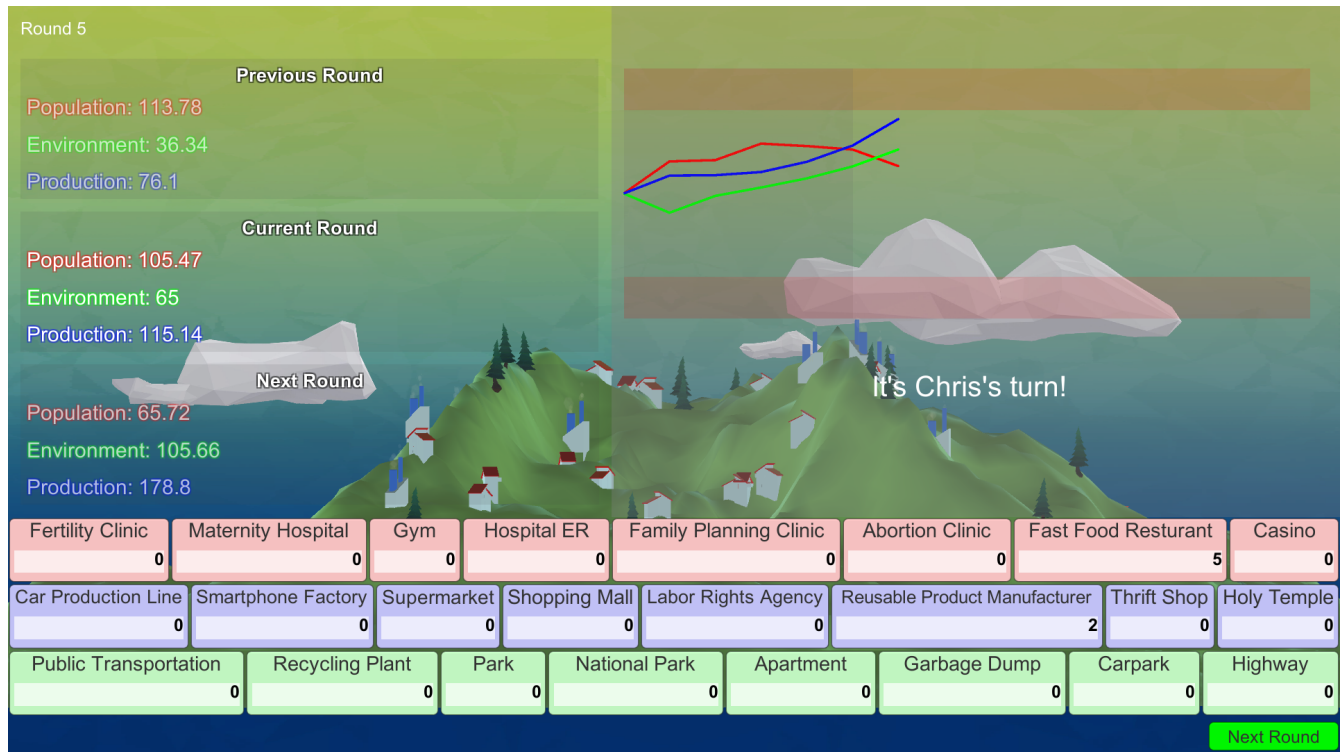 Round 5
Previous Round
Population: 113.78
Environment: 36.34
Production: 76.1
Current Round
Population: 105.47
Environment: 65
Production: 115.14
Next Round
Population: 65.72
Environment: 105.66
Production: 178.8
It's Chris's turn!
Fertility Clinic Maternity Hospital Gym Hospital ER Family Planning Clinic Abortion Clinic Fast Food Resturant Casino
0 0 0 0 0 0 5 0
Car Production Line Smartphone Factory Supermarket Shopping Mall Labor Rights Agency Reusable Product Manufacturer Thrift Shop Holy Temple
0 0 0 0 0 2 0 0
Public Transportation Recycling Plant Park National Park Apartment Garbage Dump Carpark Highway
0 0 0 0 0 0 0 0
Next Round